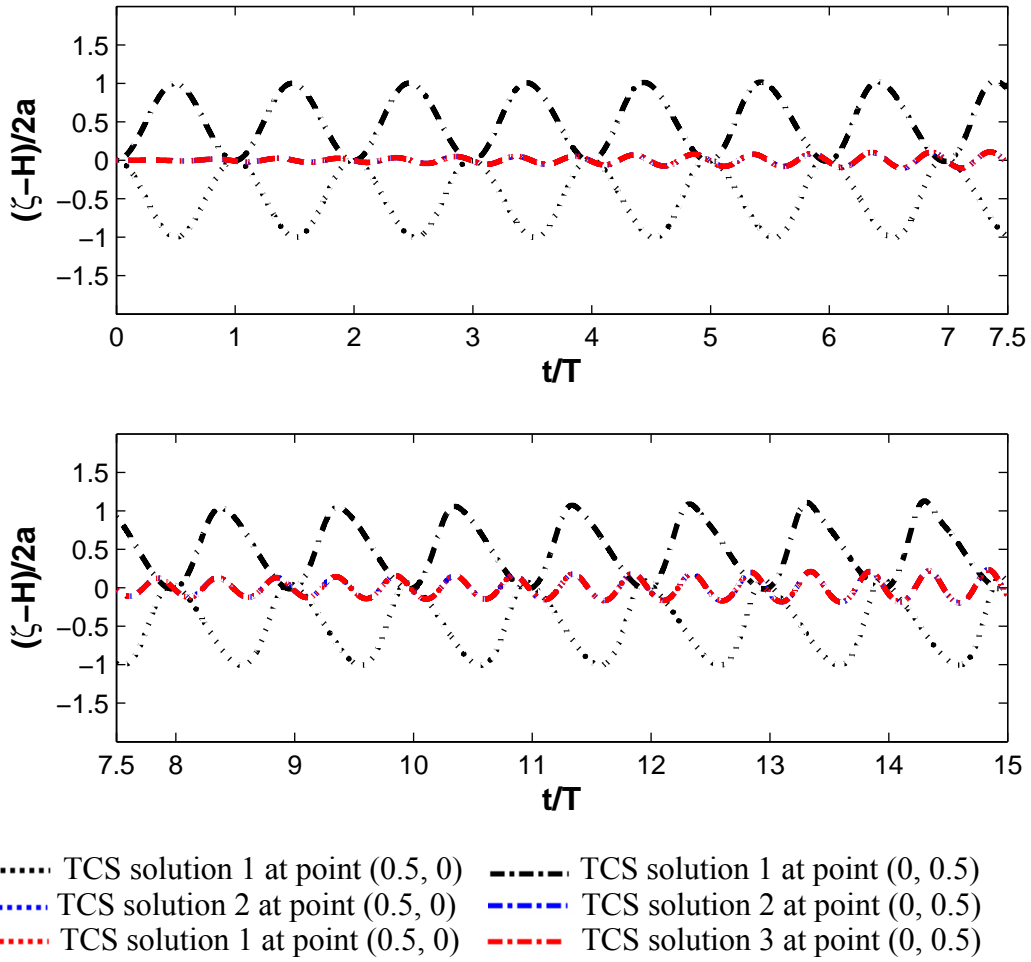 1.5
1
0.5
0
−0.5
−1
−1.5
(ζ−H)/2a
0 1 2 3 4 5 6 7 7.5
t/T
1.5
1
0.5
0
−0.5
−1
−1.5
(ζ−H)/2a
7.5 8 9 10 11 12 13 14 15
t/T
TCS solution 1 at point (0.5, 0) TCS solution 1 at point (0, 0.5)
TCS solution 2 at point (0.5, 0) TCS solution 2 at point (0, 0.5)
TCS solution 1 at point (0.5, 0) TCS solution 3 at point (0, 0.5)